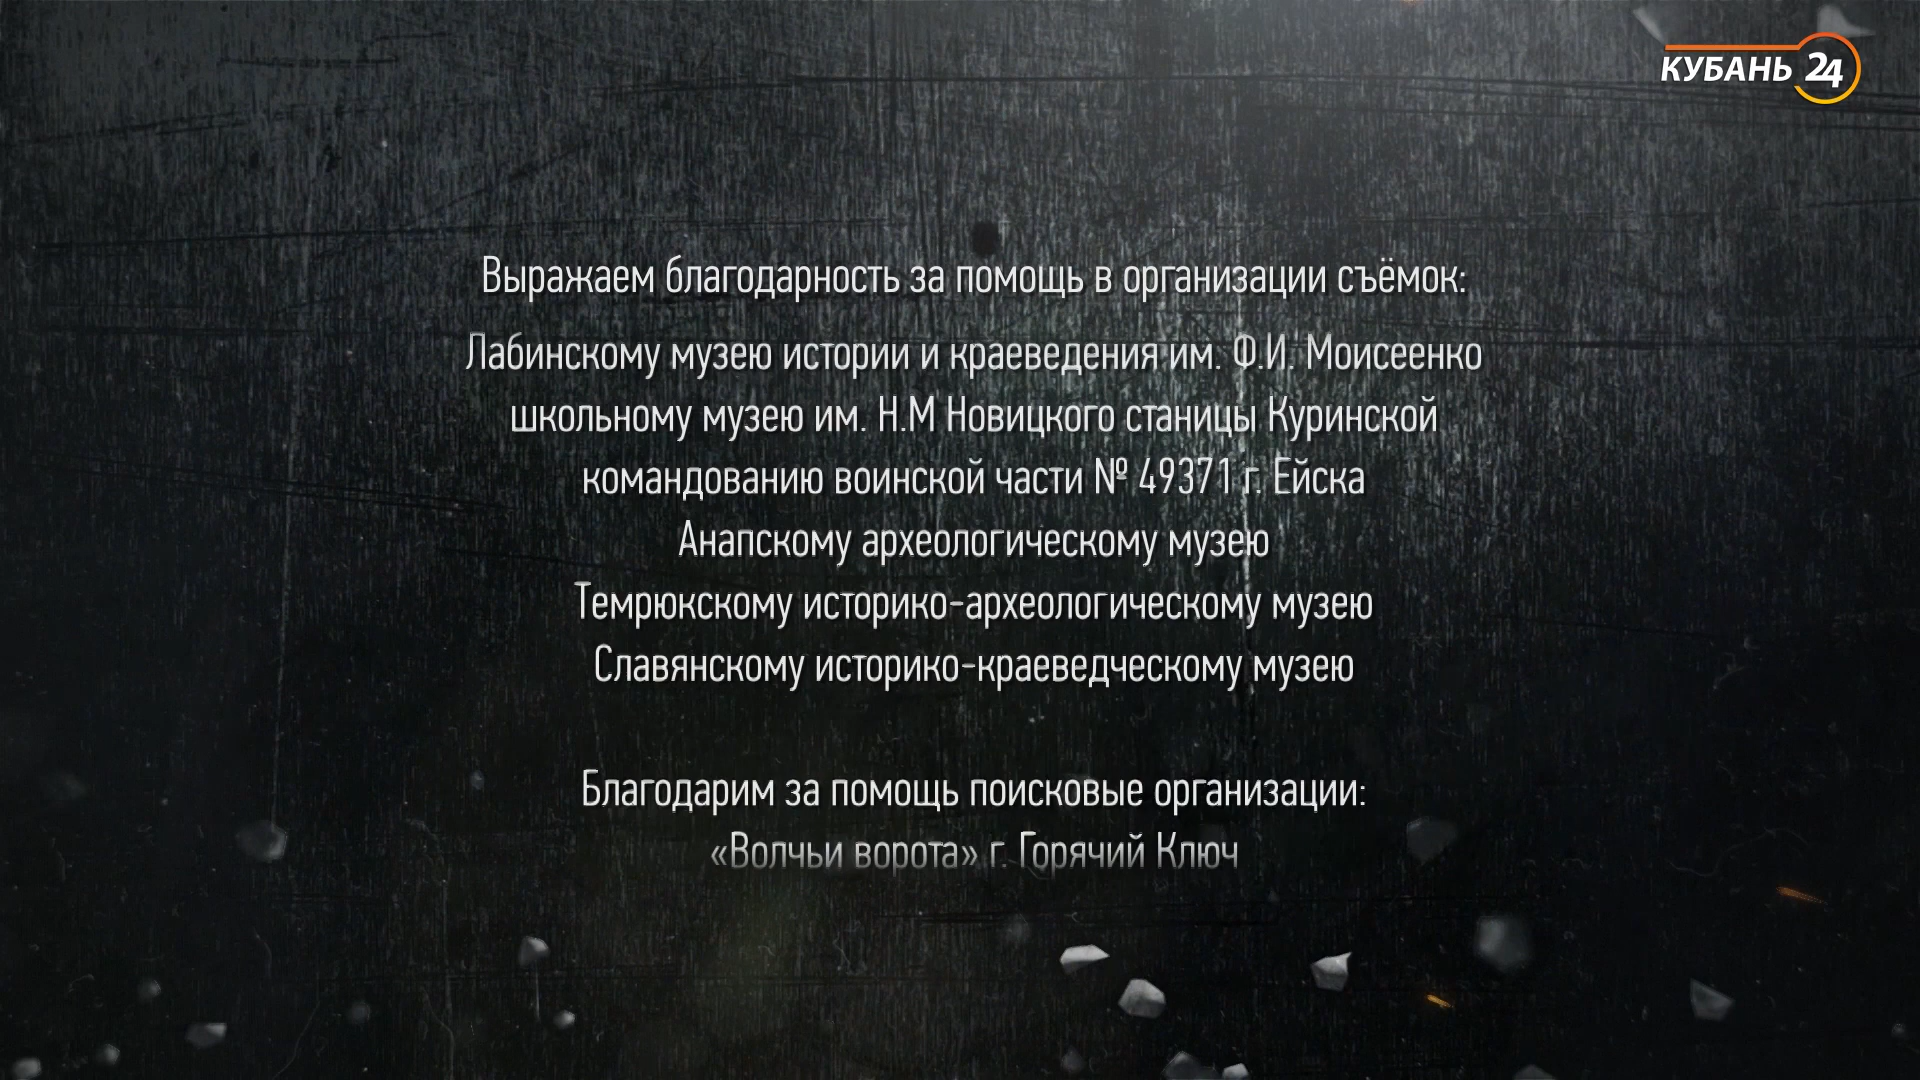 КУБАНЬ 24
Выражаем благодарность за помощь в организации съёмок:
Лабинскому музею истории и краеведения им. Ф.И. Моисеенко
школьному музею им. Н.М Новицкого станицы Куринской
командованию воинской части № 49371 г. Ейска
Анапскому археологическому музею
Темрюкскому историко-археологическому музею
Славянскому историко-краеведческому музею
Благодарим за помощь поисковые организации:
«Волчьи ворота» г. Горячий Ключ